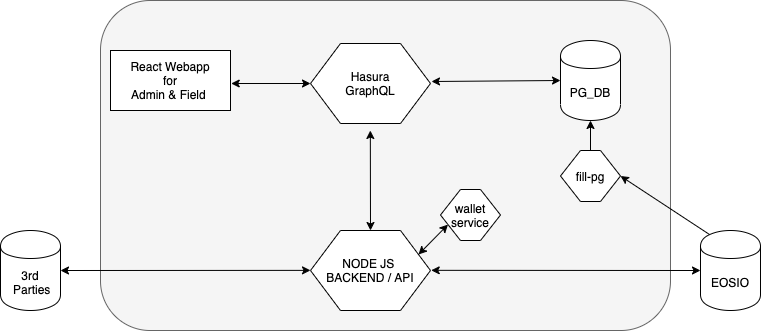 React Webapp
for
Admin & Field
Hasura
GraphQL
PG_DB
fill-pg
wallet
service
3rd
Parties
NODE JS
BACKEND / API
EOSIO